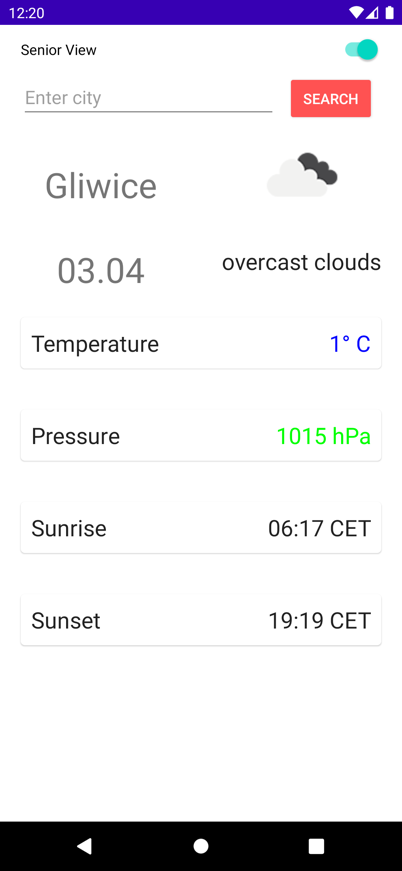 12:20
Senior View
Enter city
SEARCH
Gliwice
03.04
overcast clouds
Temperature 1° C
Pressure 1015 hPa
Sunrise 06:17 CET
Sunset 19:19 CET